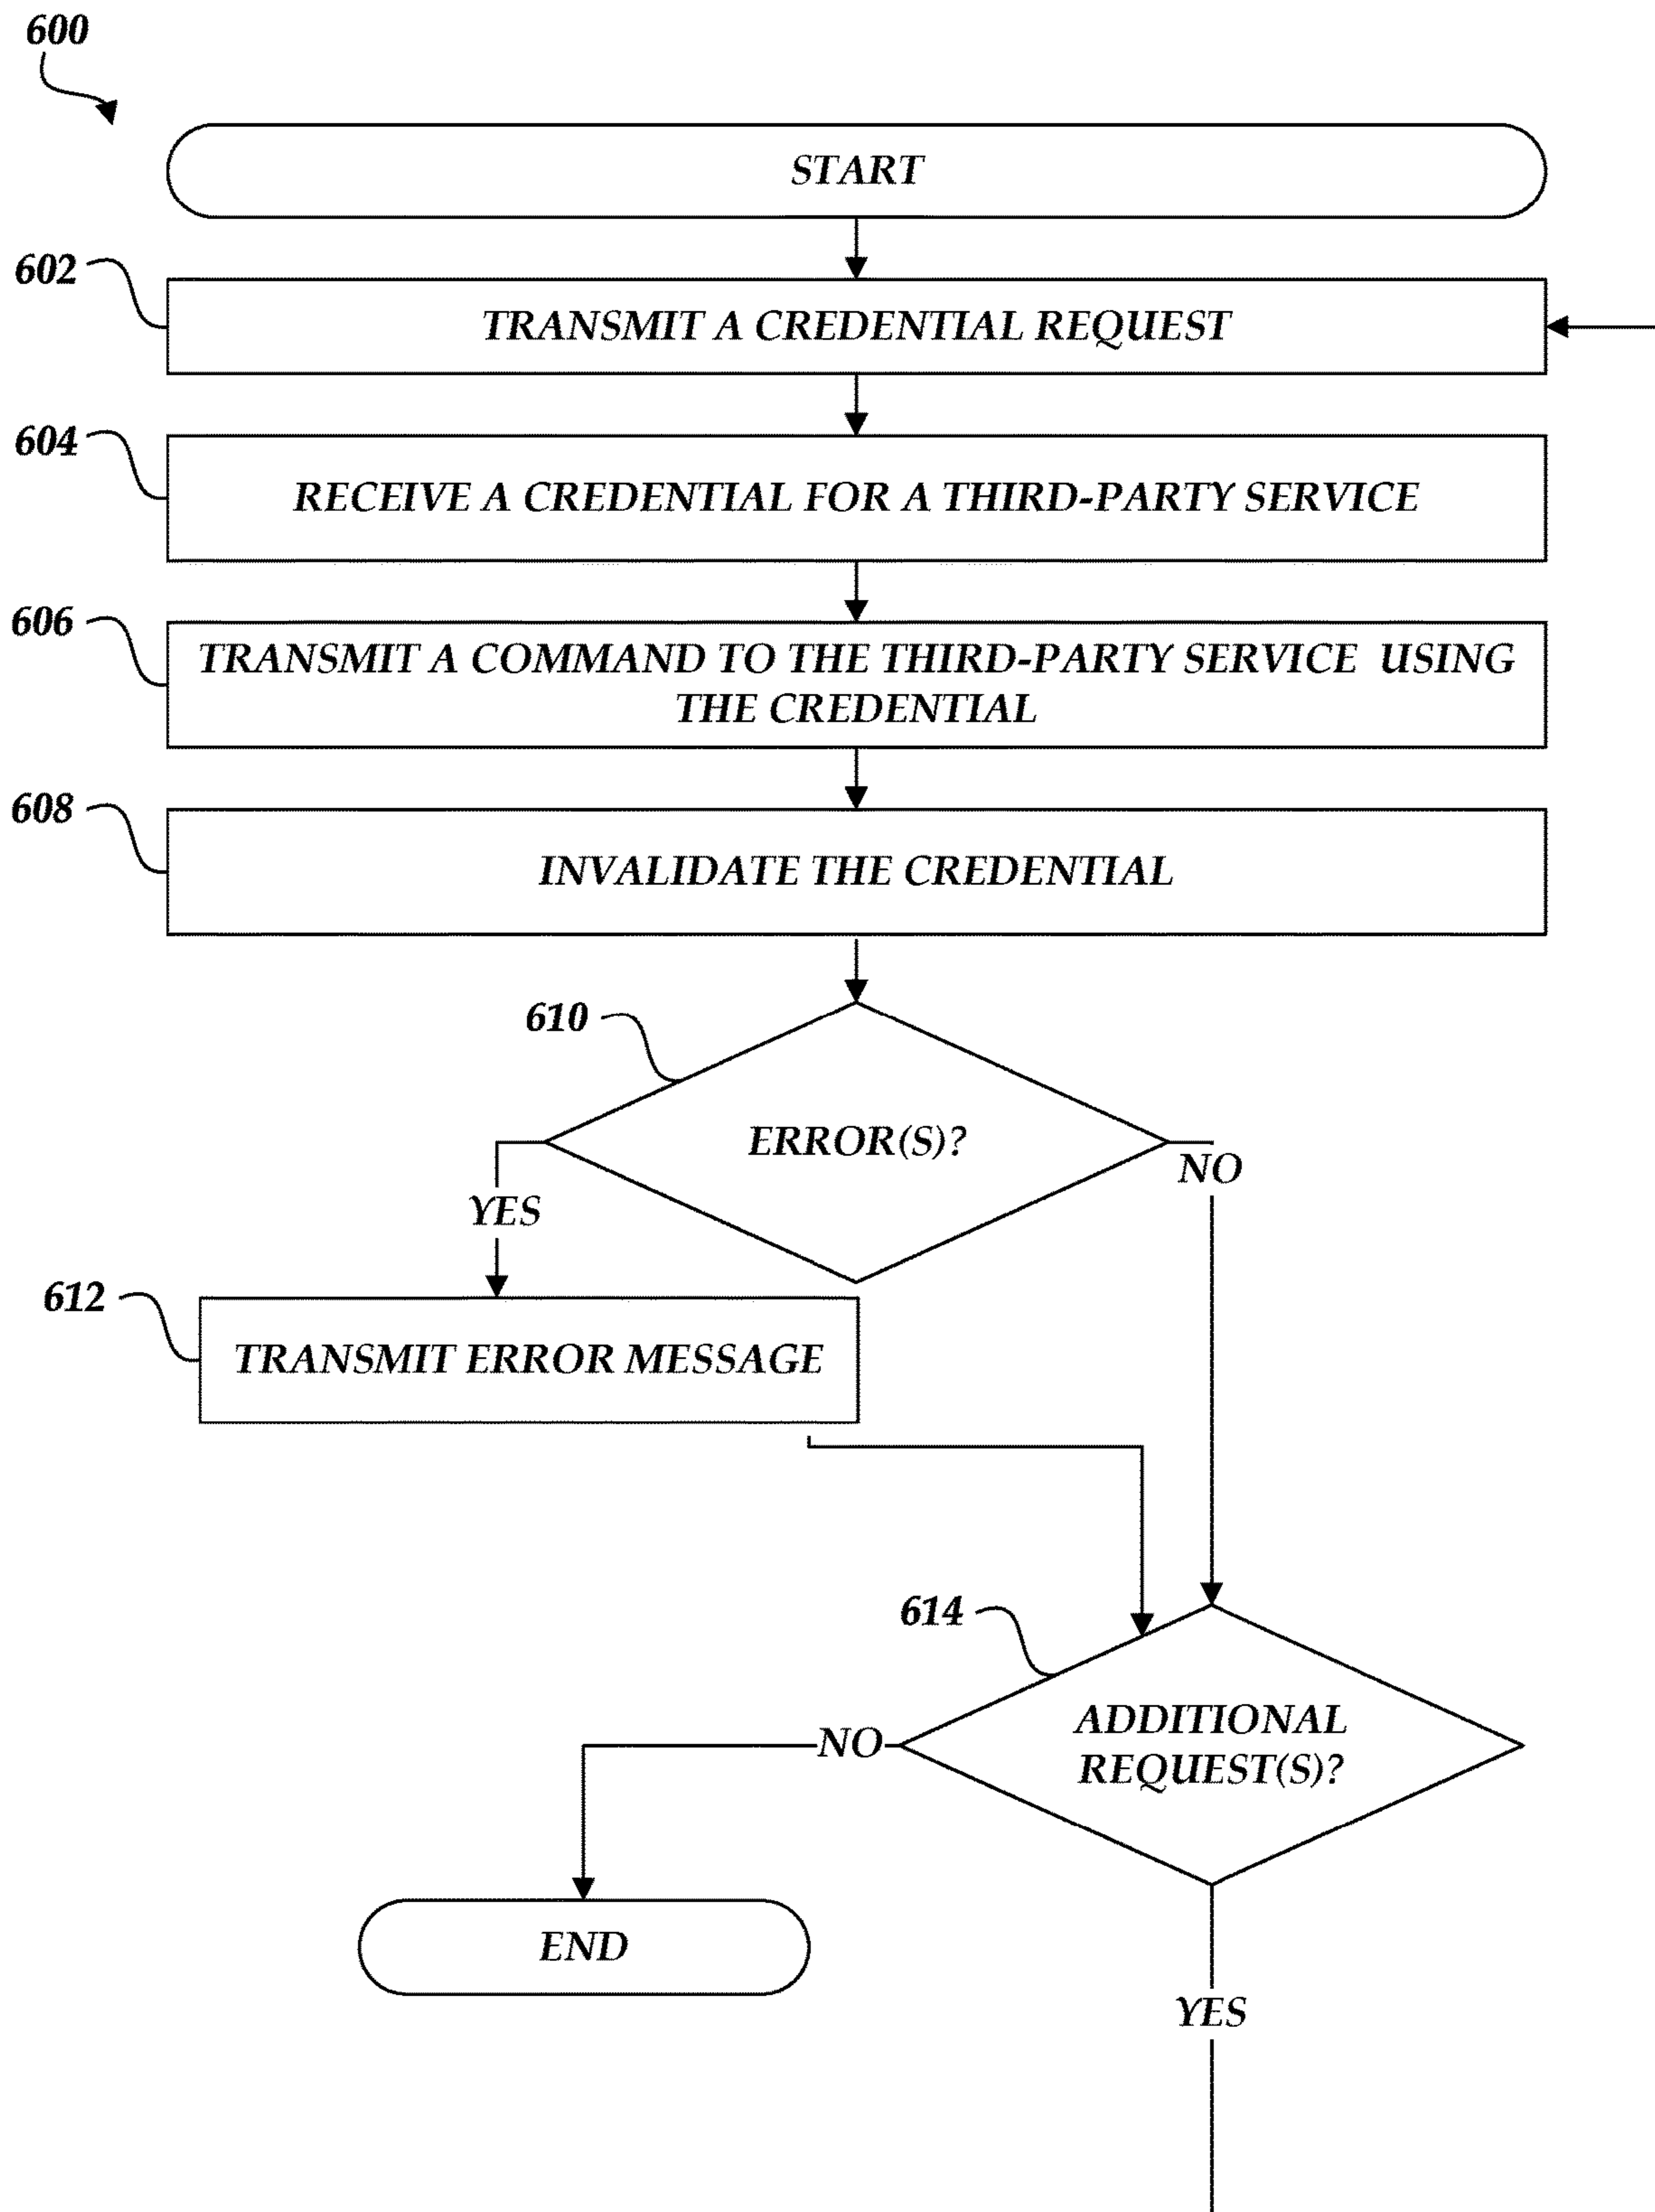 600
START
602
TRANSMIT A CREDENTIAL REQUEST
604
RECEIVE A CREDENTIAL FOR A THIRD-PARTY SERVICE
606
TRANSMIT A COMMAND TO THE THIRD-PARTY SERVICE USING
THE CREDENTIAL
608
INVALIDATE THE CREDENTIAL
610
ERROR(S)?
NO
YES
612
TRANSMIT ERROR MESSAGE
614
ADDITIONAL
REQUEST(S)?
NO
END
YES